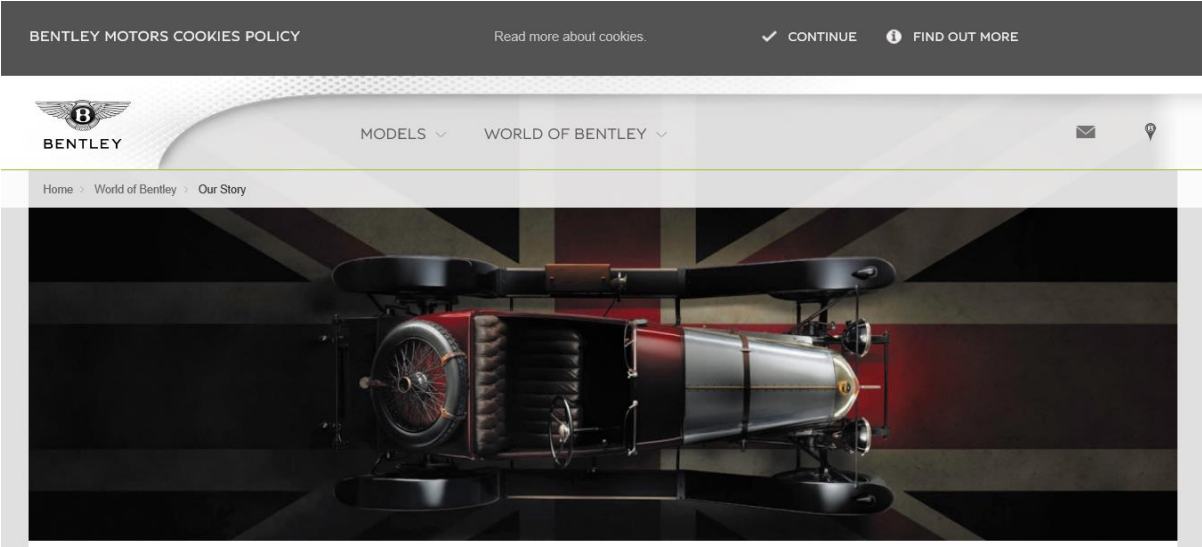 BENTLEY MOTORS COOKIES POLICY
Read more about cookies.
CONTINUE
FIND OUT MORE
B
BENTLEY
MODELS
WORLD OF BENTLEY
B
Home > World of Bentley > Our Story